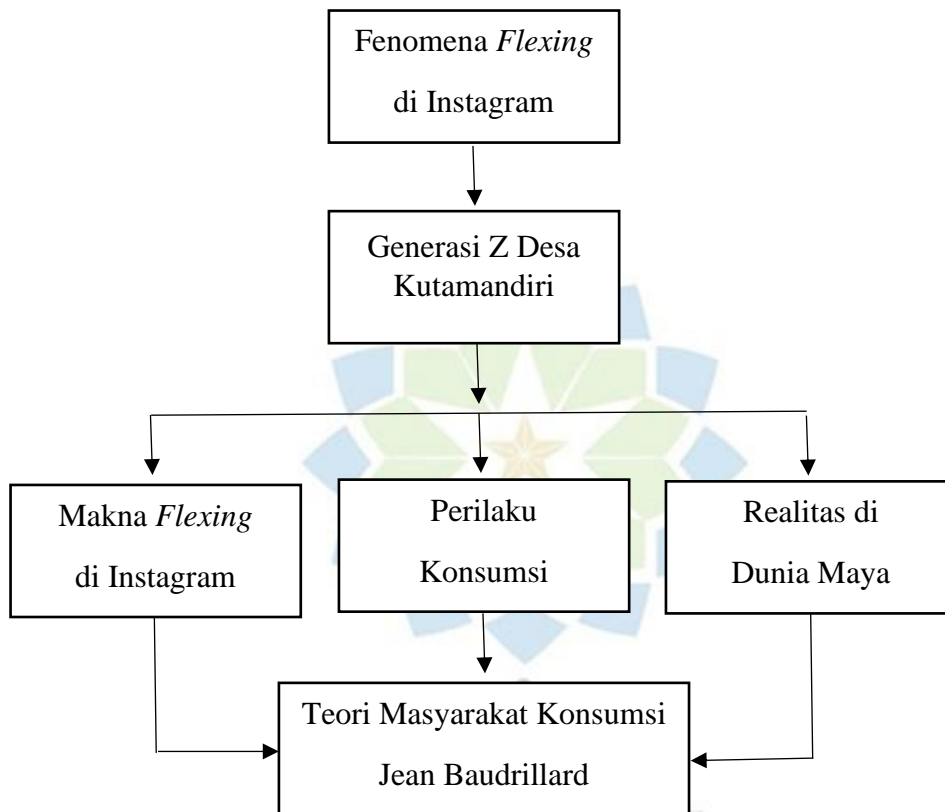 Fenomena Flexing
di Instagram
Generasi Z Desa
Kutamandiri
Makna Flexing
di Instagram
Perilaku
Konsumsi
Realitas di
Dunia Maya
Teori Masyarakat Konsumsi
Jean Baudrillard